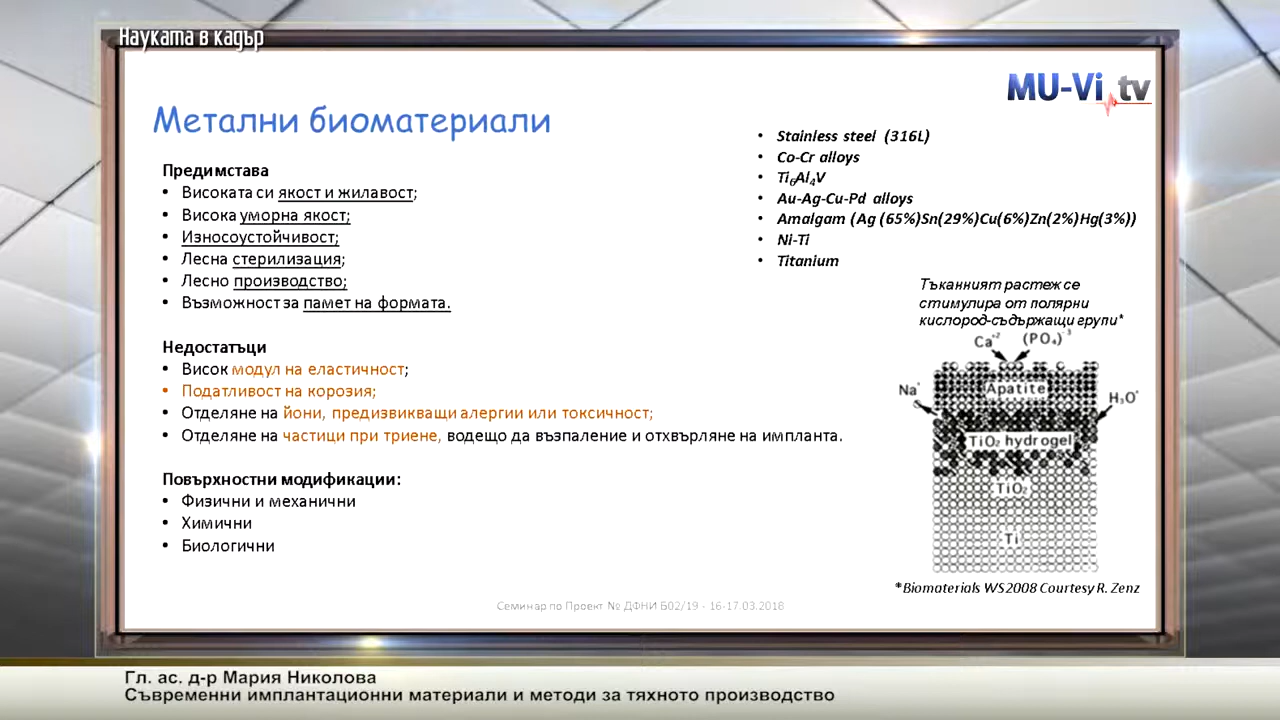 Науката в кадър
MU-Vi tv
Метални биоматериали
Предимстава
• Високата си якост и жилавост;
• Висока уморна якост;
• Износоустойчивост;
• Лесна стерилизация;
• Лесно производство;
• Възможност за памет на формата.
Недостатъци
• Висок модул на еластичност;
• Податливост на корозия;
• Отделяне на йони, предизвикващи алергии или токсичност;
• Отделяне на частици при триене, водещо да възпаление и отхвърляне на импланта.
Повърхностни модификации:
• Физични и механични
• Химични
• Биологични
• Stainless steel (316L)
• Co-Cr alloys
• Ti₆Al₄V
• Au-Ag-Cu-Pd alloys
• Amalgam (Ag (65%)Sn(29%)Cu(6%)Zn(2%)Hg(3%))
• Ni-Ti
• Titanium
Тъканният растеж се
стимулира от полярни
кислород-съдържащи групи*
Ca⁺² (PO₄)⁻³
Na⁺
Apatite
H₃O⁺
TiO₂ hydrogel
TiO₂
Ti
*Biomaterials WS2008 Courtesy R. Zenz
Семинар по Проект № ДФНИ Б02/19 - 16-17.03.2018
Гл. ас. д-р Мария Николова
Съвременни имплантационни материали и методи за тяхното производство